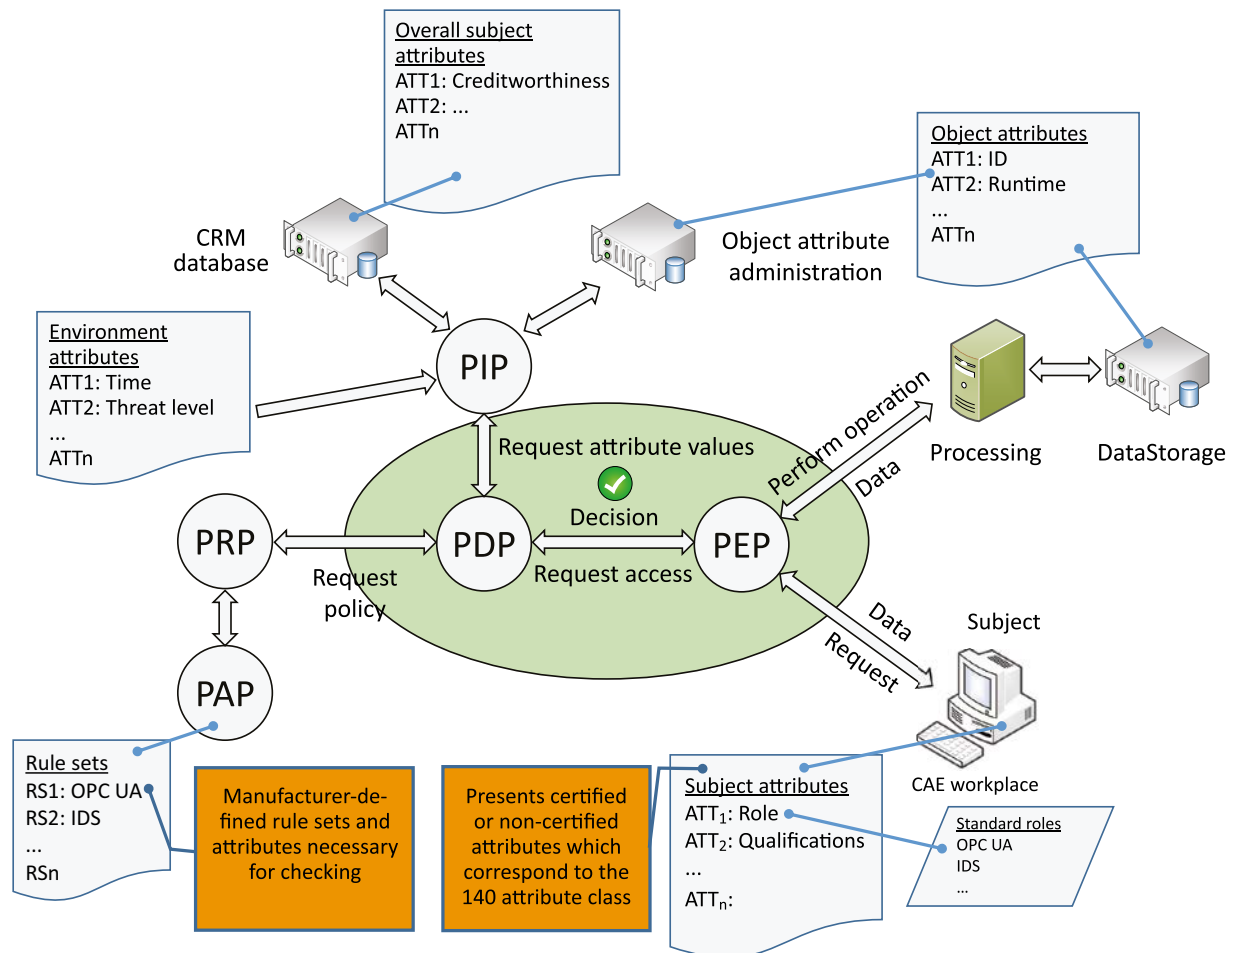 Overall subject
attributes
ATT1: Creditworthiness
ATT2: ...
ATTn
Object attributes
ATT1: ID
ATT2: Runtime
...
ATTn
CRM
database
Object attribute
administration
Environment
attributes
ATT1: Time
ATT2: Threat level
...
ATTn
PIP
Processing
DataStorage
Perform operation
Data
Request attribute values
Decision
PRP
PDP
PEP
Request access
Request
policy
Data
Request
Subject
CAE workplace
PAP
Rule sets
RS1: OPC UA
RS2: IDS
...
RSn
Manufacturer-de-
fined rule sets and
attributes necessary
for checking
Presents certified
or non-certified
attributes which
correspond to the
140 attribute class
Subject attributes
ATT1: Role
ATT2: Qualifications
...
ATTn:
Standard roles
OPC UA
IDS
...